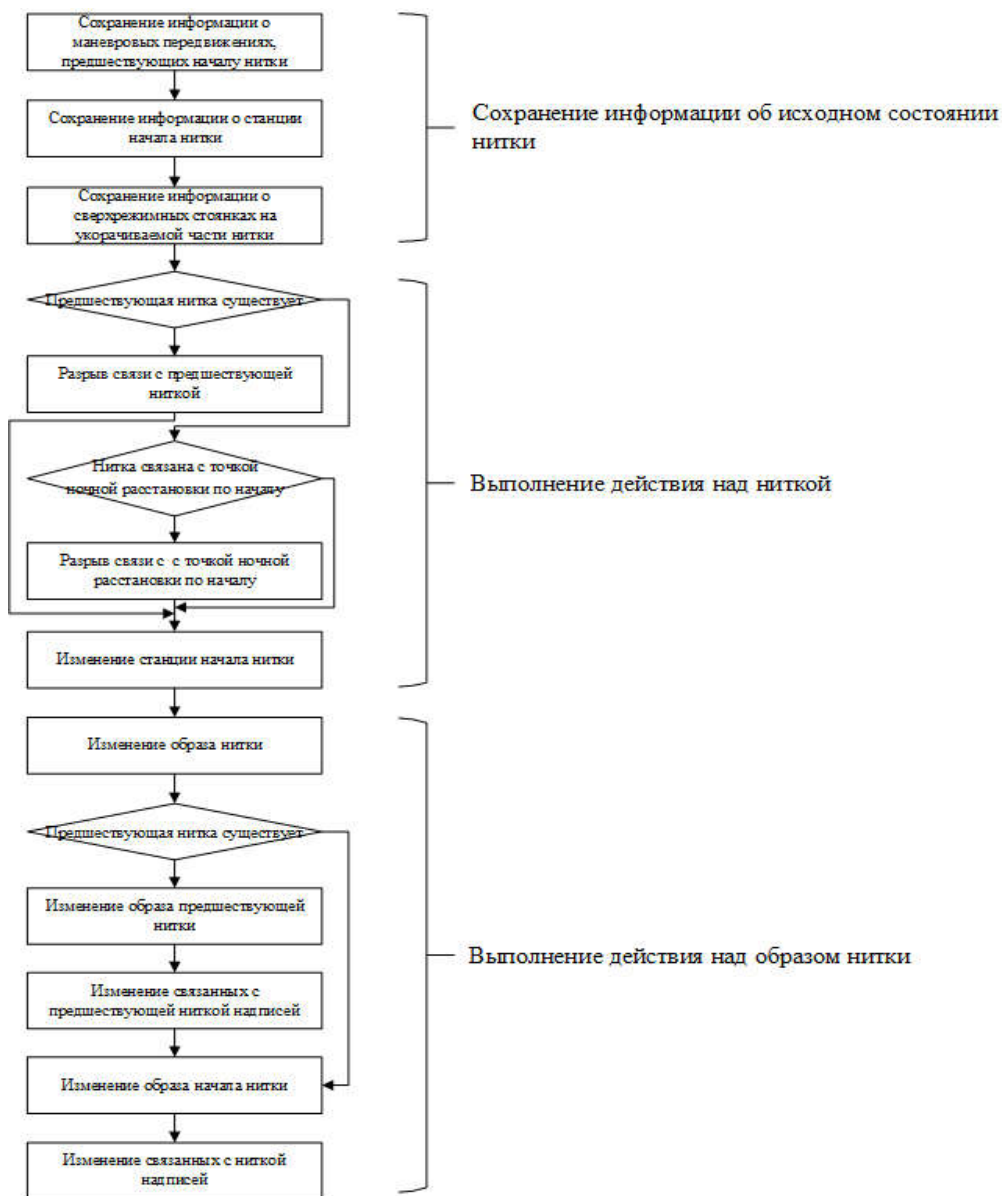 Сохранение информации о
маневровых передвижениях,
предшествующих началу нитки
Сохранение информации о станции
начала нитки
Сохранение информации о
сверхрежимных стоянках на
укорачиваемой части нитки
Сохранение информации об исходном состоянии
нитки
Предшествующая нитка существует
Разрыв связи с предшествующей
ниткой
Нитка связана с точкой
ночной расстановки по началу
Разрыв связи с с точкой ночной
расстановки по началу
Изменение станции начала нитки
Выполнение действия над ниткой
Изменение образа нитки
Предшествующая нитка существует
Изменение образа предшествующей
нитки
Изменение связанных с
предшествующей ниткой надписей
Изменение образа начала нитки
Изменение связанных с ниткой
надписей
Выполнение действия над образом нитки